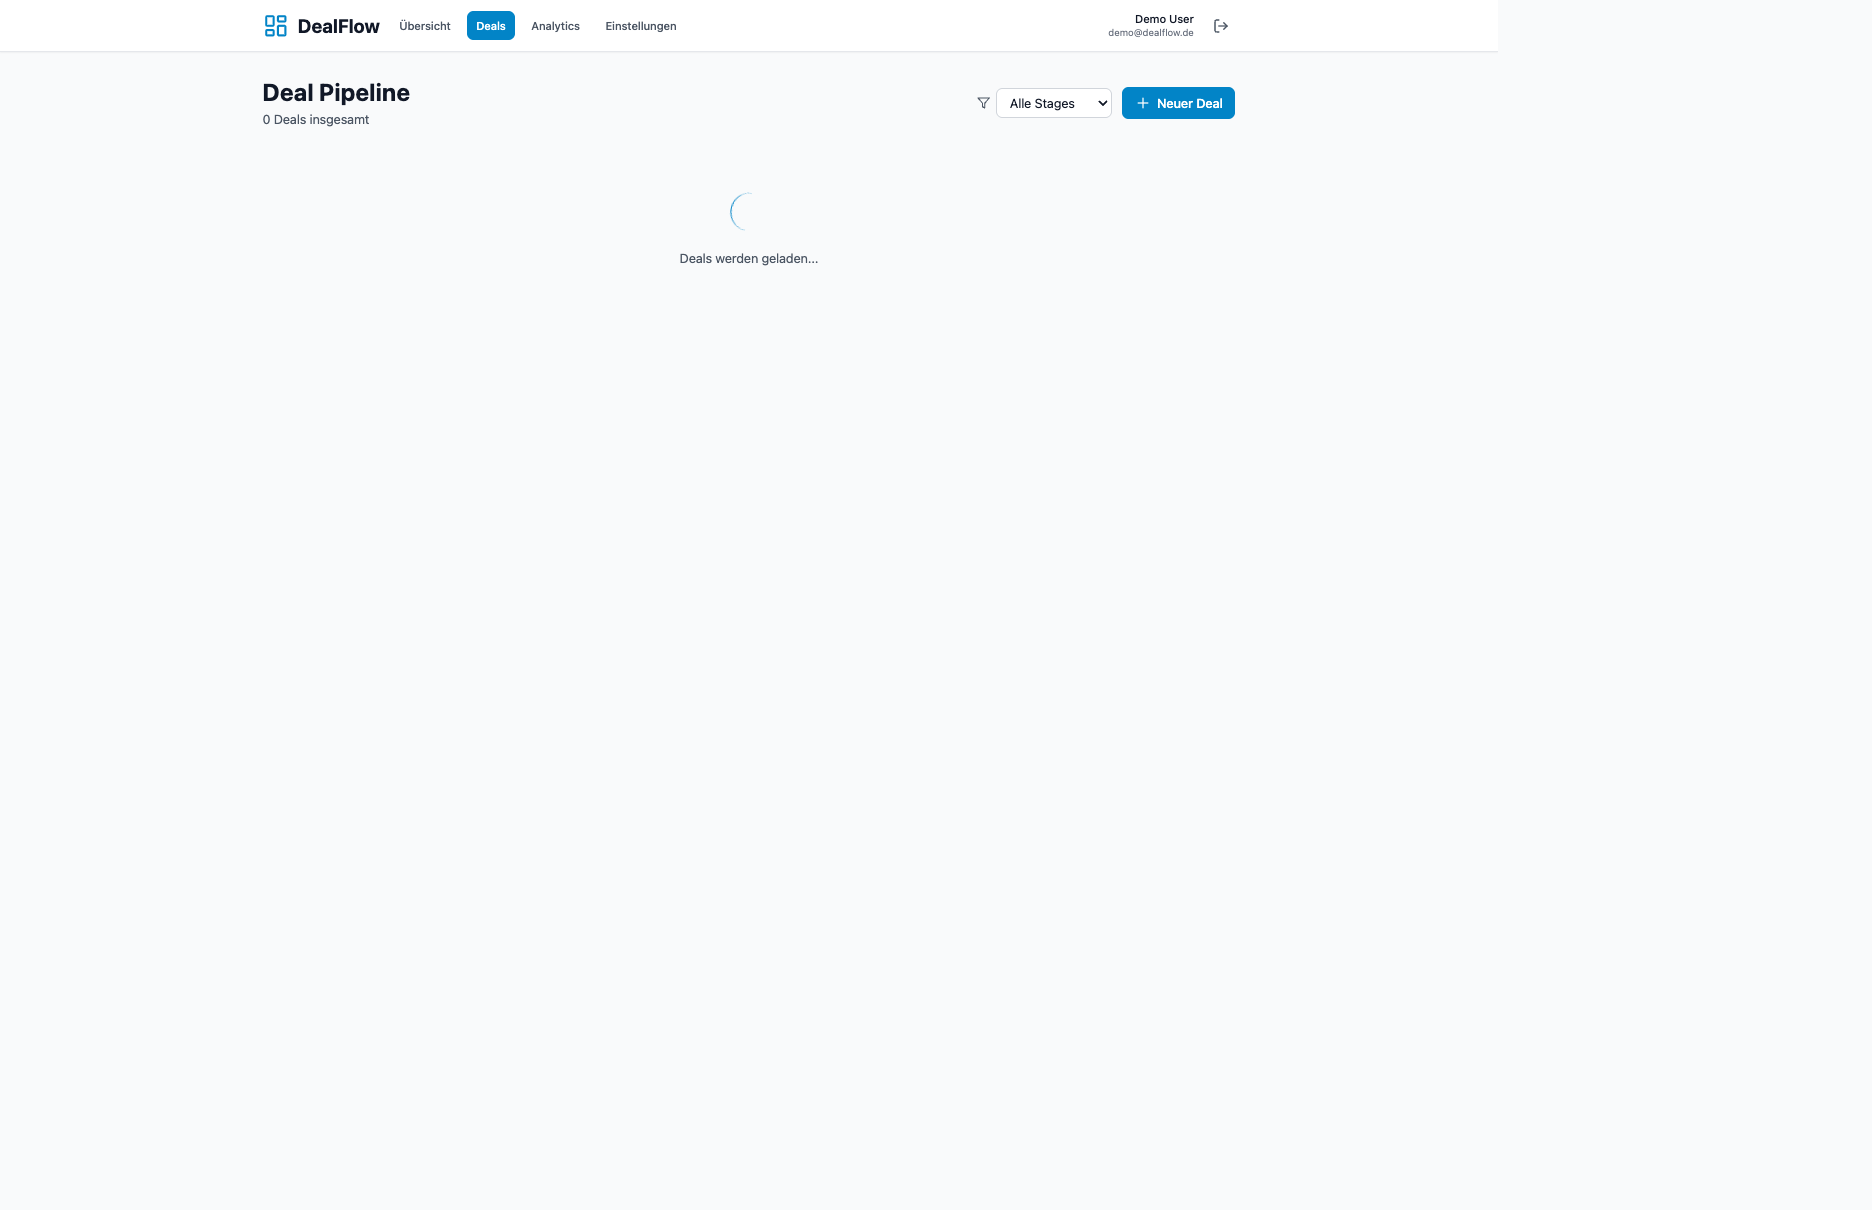 DealFlow
Übersicht
Deals
Analytics
Einstellungen
Demo User
demo@dealflow.de
Deal Pipeline
0 Deals insgesamt
Alle Stages
Neuer Deal
Deals werden geladen...